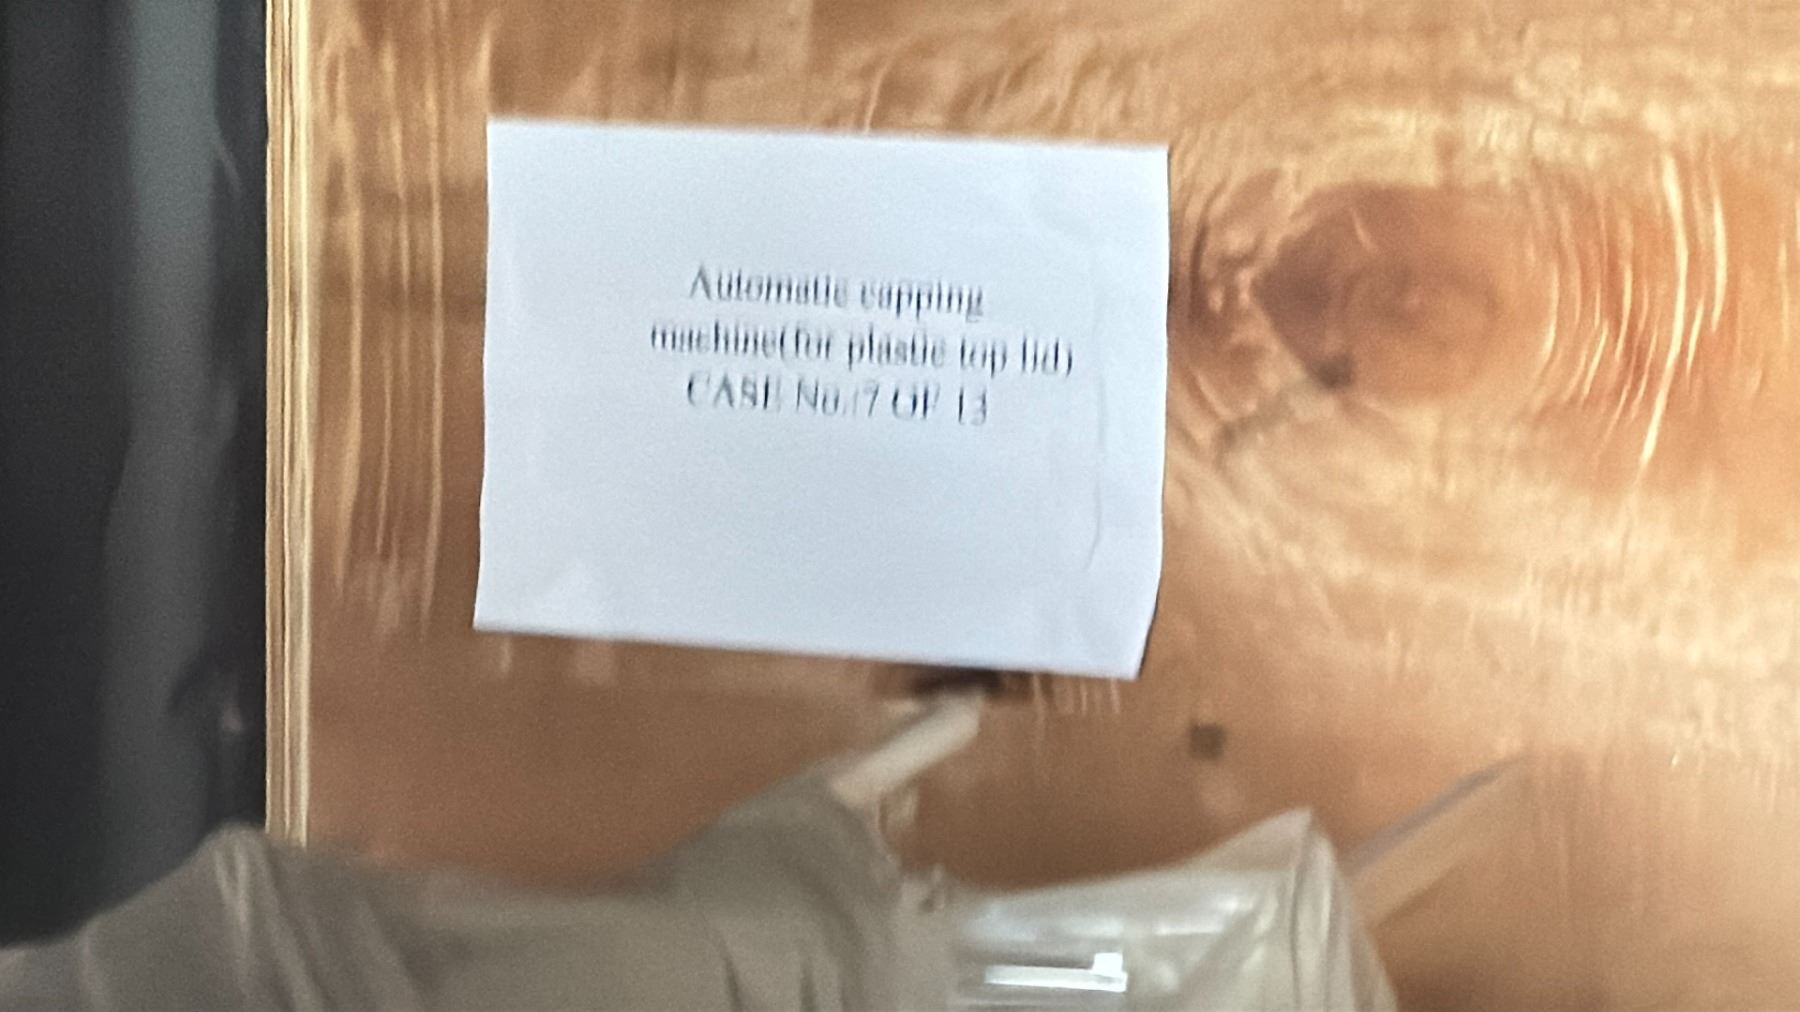 Automatic capping
machine(for plastic top lid)
CASE No.:7 OF 13